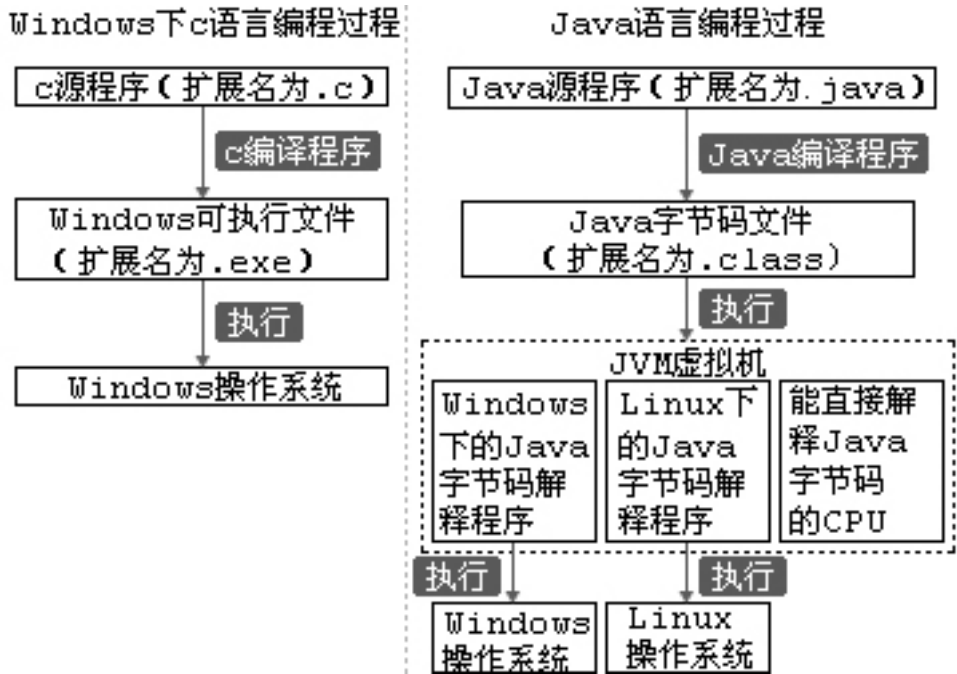 Windows下c语言编程过程
c源程序(扩展名为.c)
c编译程序
Windows可执行文件
(扩展名为.exe)
执行
Windows操作系统
Java语言编程过程
Java源程序(扩展名为.java)
Java编译程序
Java字节码文件
(扩展名为.class)
执行
JVM虚拟机
Windows
下的Java
字节码解
释程序
Linux下
的Java
字节码解
释程序
能直接解
释Java
字节码
的CPU
执行
执行
Windows
操作系统
Linux
操作系统